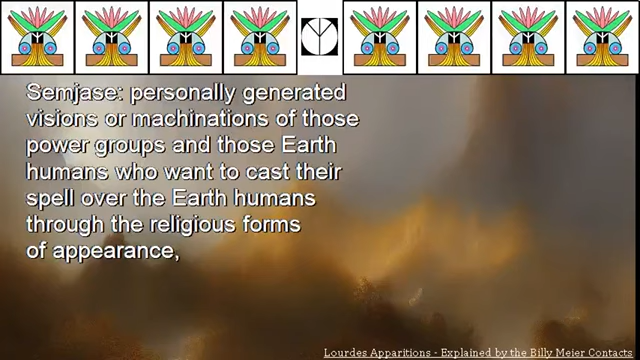 Semjase: personally generated
visions or machinations of those
power groups and those Earth
humans who want to cast their
spell over the Earth humans
through the religious forms
of appearance,
Lourdes Apparitions - Explained by the Billy Meier Contacts